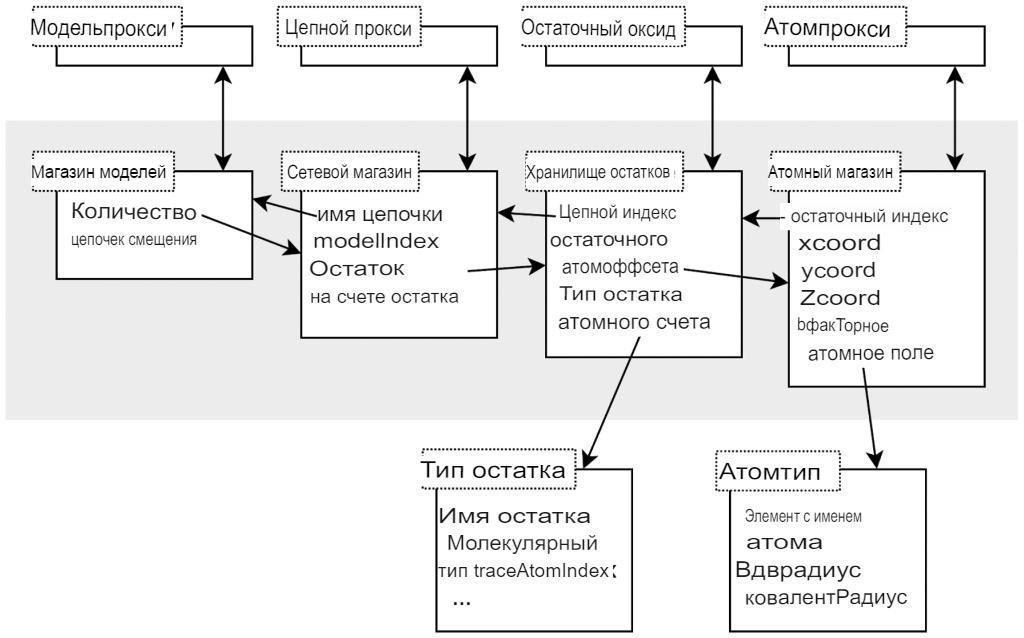 Модельпрокси
Цепной прокси
Остаточный оксид
Атомпрокси
Магазин моделей
Количество
цепочек смещения
Сетевой магазин
имя цепочки
modelIndex
Остаток
на счете остатка
Хранилище остатков
Цепной индекс
остаточного
атомоффсета
Тип остатка
атомного счета
Атомный магазин
остаточный индекс
xcoord
ycoord
Zcoord
bфакТорное
атомное поле
Тип остатка
Имя остатка
Молекулярный
тип traceAtomIndex
...
Атомтип
Элемент с именем
атома
Вдврадиус
ковалентРадиус